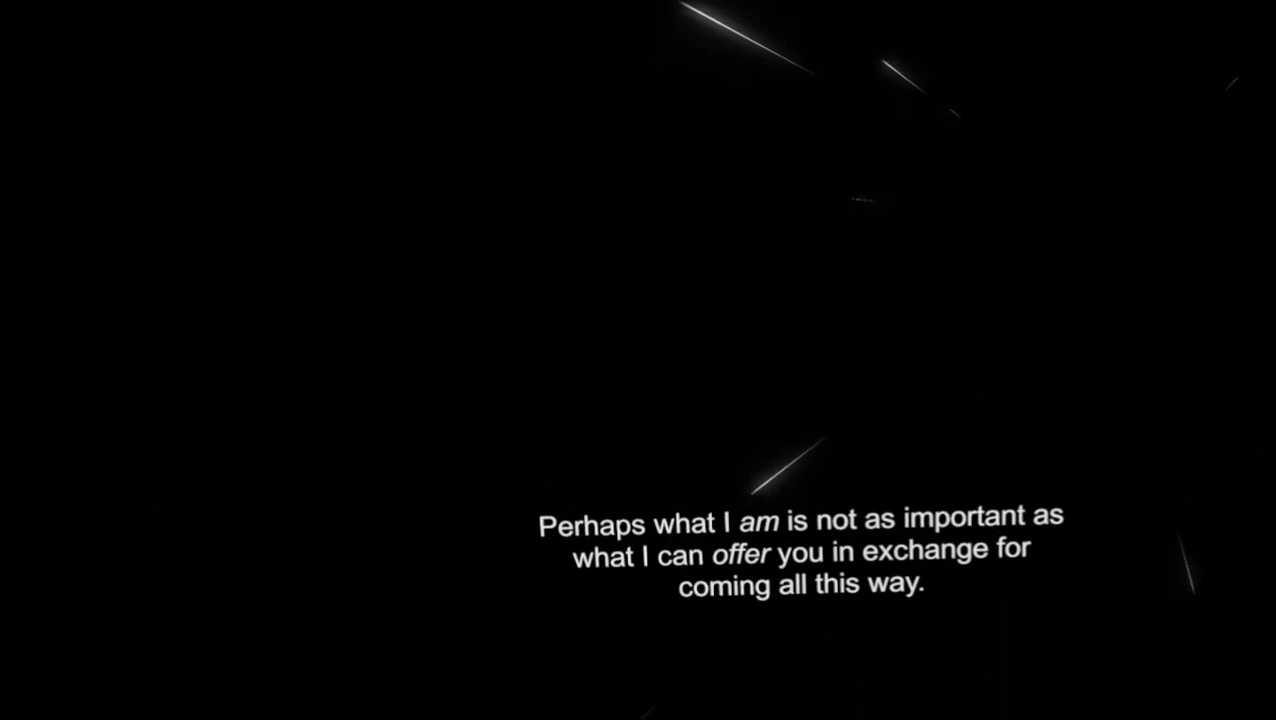 Perhaps what I am is not as important as
what I can offer you in exchange for
coming all this way.